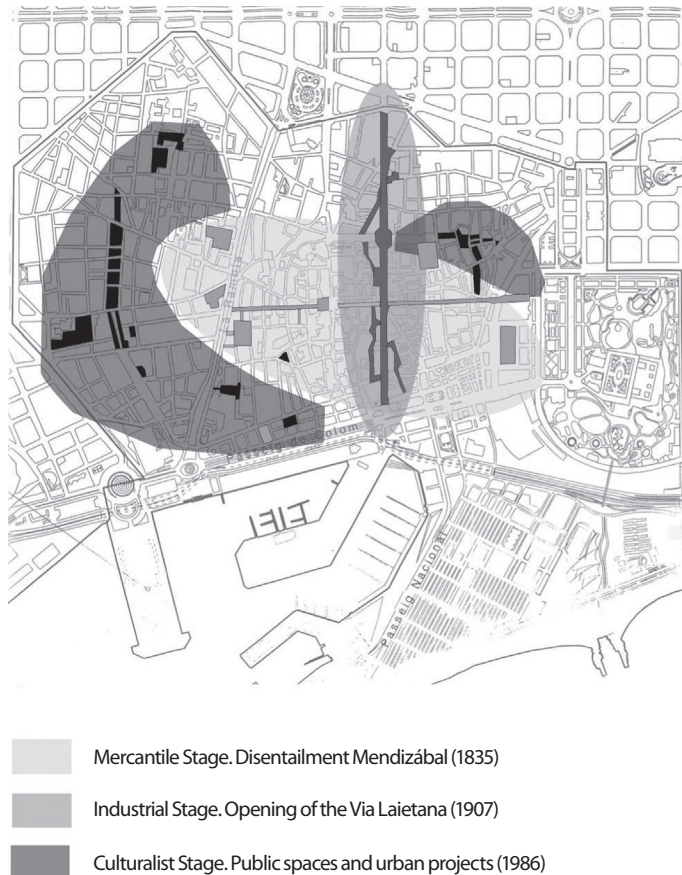 Passeig de Colom
Passeig Nacional
Mercantile Stage. Disentailment Mendizábal (1835)
Industrial Stage. Opening of the Via Laietana (1907)
Culturalist Stage. Public spaces and urban projects (1986)